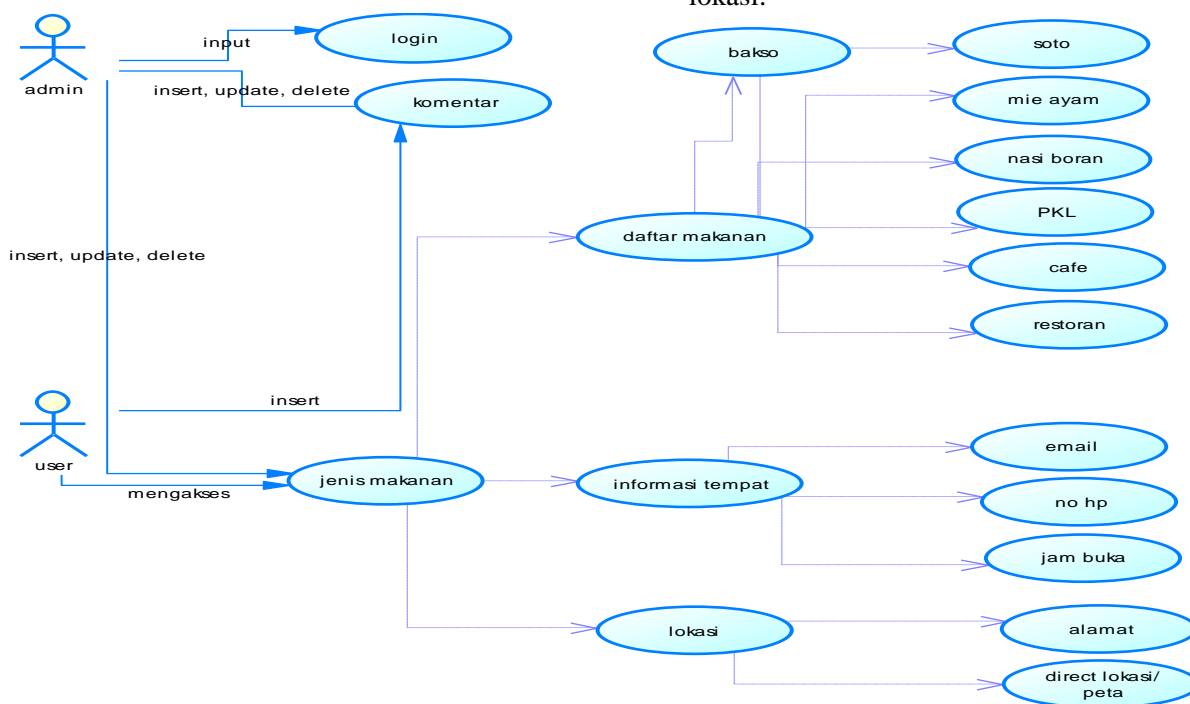 lokasi.
input
login
bakso
soto
admin
insert, update, delete
komentar
mie ayam
nasi boran
PKL
daftar makanan
insert, update, delete
cafe
restoran
insert
email
user
jenis makanan
informasi tempat
mengakses
no hp
jam buka
lokasi
alamat
direct lokasi/
peta